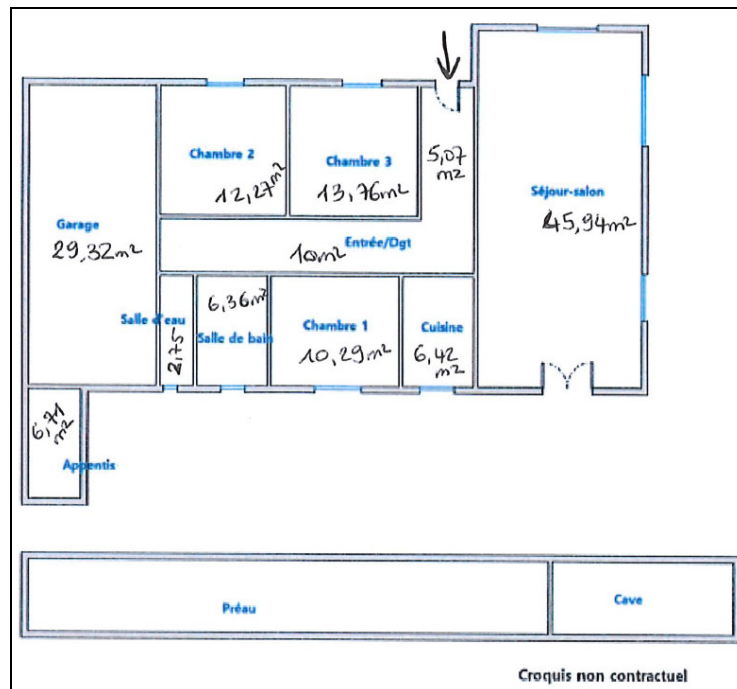 Chambre 2
12,27m²
Chambre 3
13,76m²
5,07
m²
Séjour-salon
45,94m²
Garage
29,32m²
Entrée/Dgt
10m²
Salle d'eau
2,75
6,36m²
Salle de bain
Chambre 1
10,29m²
Cuisine
6,42
m²
6,71
m²
Appentis
Préau
Cave
Croquis non contractuel